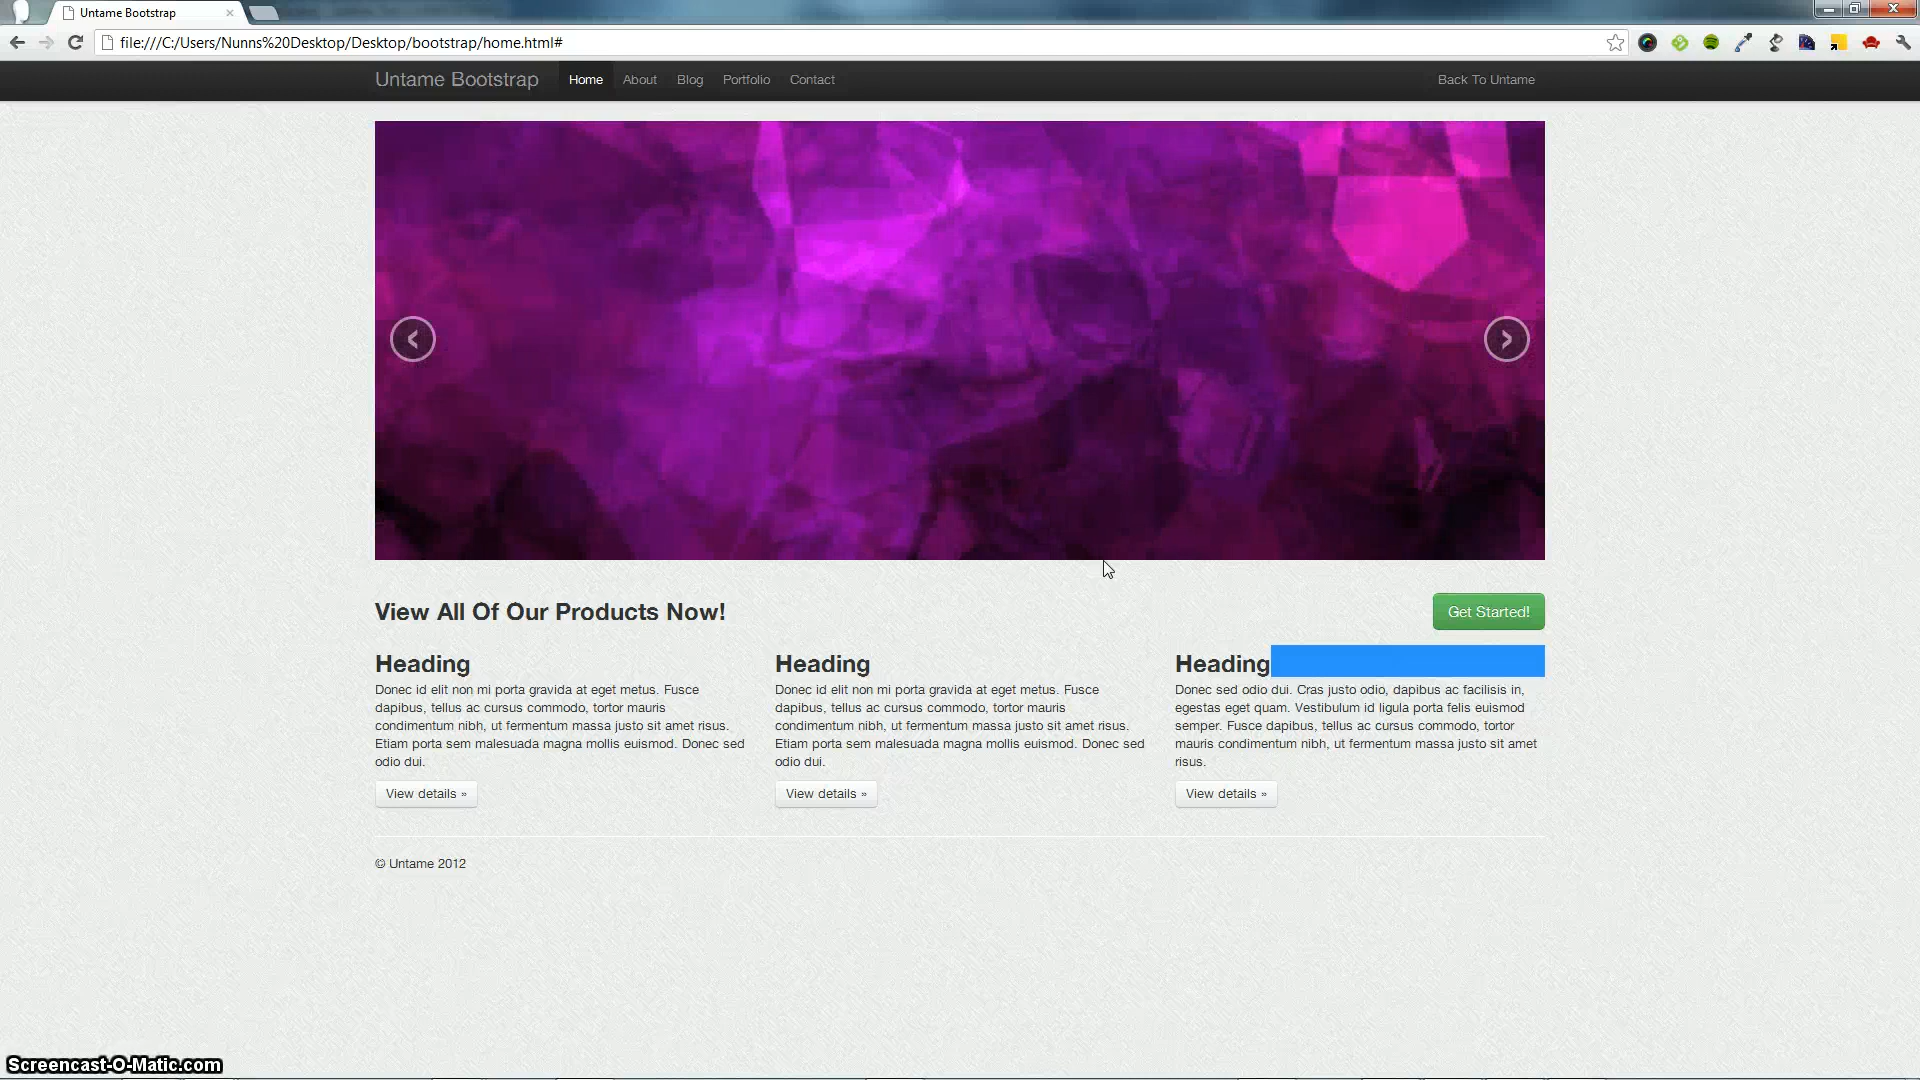 Untame Bootstrap
file:///C:/Users/Nunns%20Desktop/Desktop/bootstrap/home.html#
Untame Bootstrap Home About Blog Portfolio Contact Back To Untame
View All Of Our Products Now! Get Started!
Heading
Donec id elit non mi porta gravida at eget metus. Fusce
dapibus, tellus ac cursus commodo, tortor mauris
condimentum nibh, ut fermentum massa justo sit amet risus.
Etiam porta sem malesuada magna mollis euismod. Donec sed
odio dui.
View details »
Heading
Donec id elit non mi porta gravida at eget metus. Fusce
dapibus, tellus ac cursus commodo, tortor mauris
condimentum nibh, ut fermentum massa justo sit amet risus.
Etiam porta sem malesuada magna mollis euismod. Donec sed
odio dui.
View details »
Heading
Donec sed odio dui. Cras justo odio, dapibus ac facilisis in,
egestas eget quam. Vestibulum id ligula porta felis euismod
semper. Fusce dapibus, tellus ac cursus commodo, tortor
mauris condimentum nibh, ut fermentum massa justo sit amet
risus.
View details »
© Untame 2012
Screencast-O-Matic.com